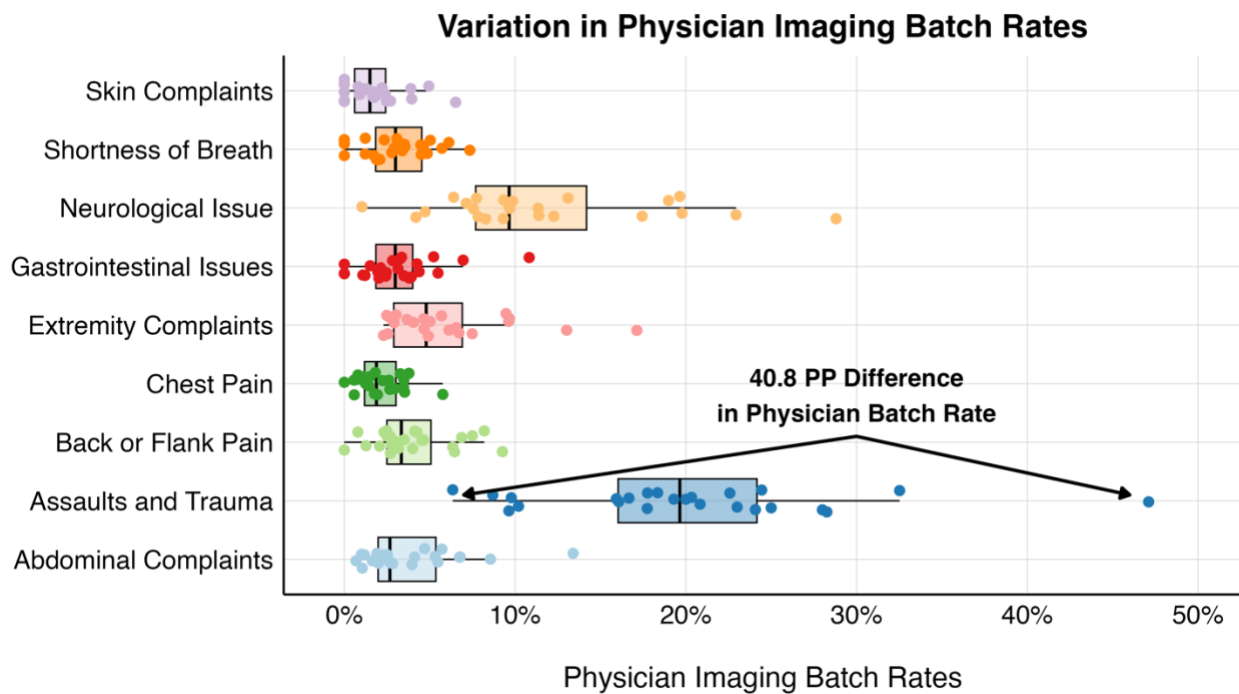 Variation in Physician Imaging Batch Rates
Skin Complaints
Shortness of Breath
Neurological Issue
Gastrointestinal Issues
Extremity Complaints
Chest Pain
40.8 PP Difference
in Physician Batch Rate
Back or Flank Pain
Assaults and Trauma
Abdominal Complaints
0% 10% 20% 30% 40% 50%
Physician Imaging Batch Rates